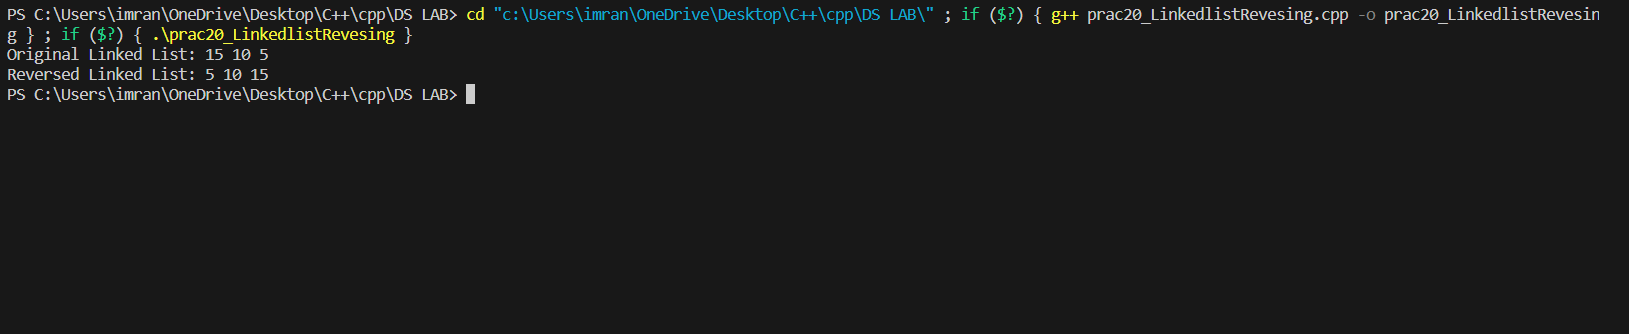 PS C:\Users\imran\OneDrive\Desktop\C++\cpp\DS LAB> cd "c:\Users\imran\OneDrive\Desktop\C++\cpp\DS LAB\" ; if ($?) { g++ prac20_LinkedlistRevesing.cpp -o prac20_LinkedlistRevesin
g } ; if ($?) { .\prac20_LinkedlistRevesing }
Original Linked List: 15 10 5
Reversed Linked List: 5 10 15
PS C:\Users\imran\OneDrive\Desktop\C++\cpp\DS LAB>